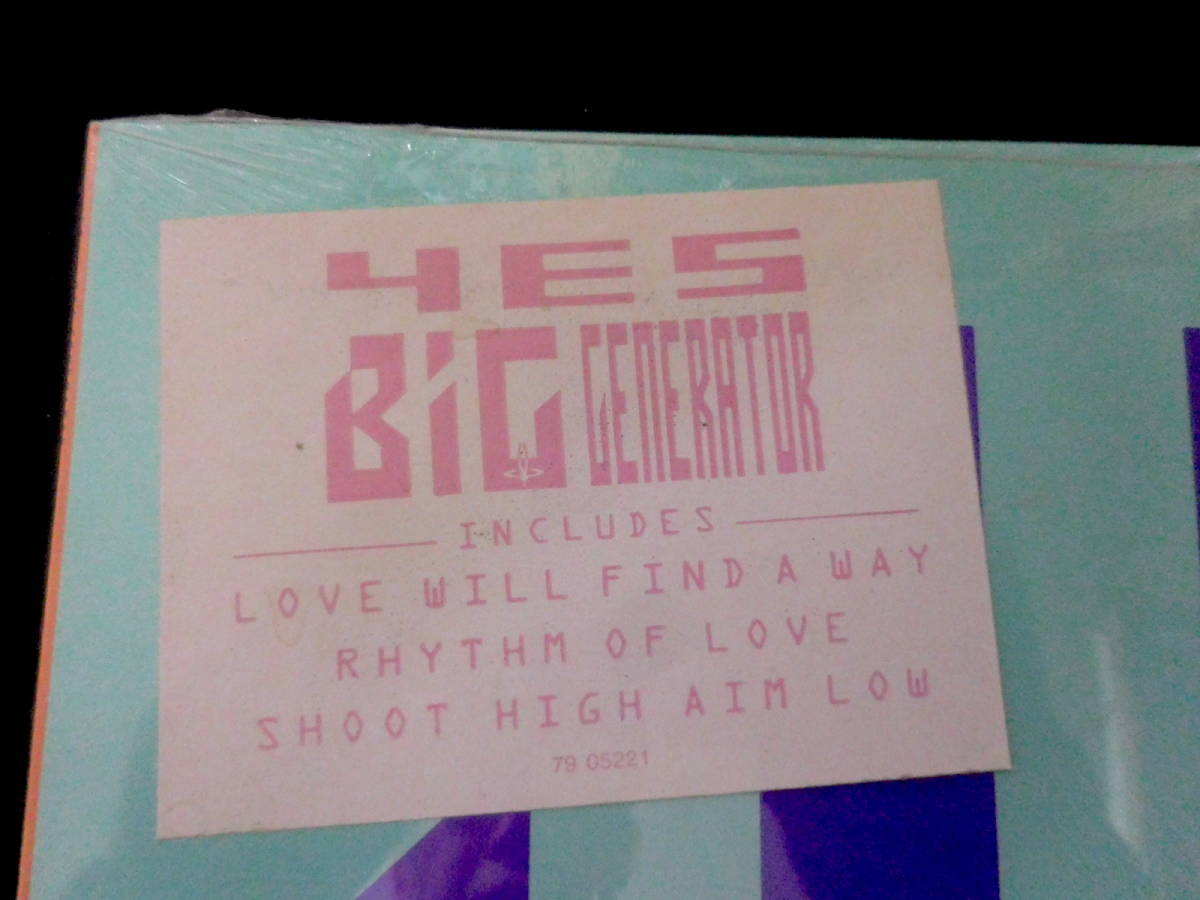 YES
BiG GENERATOR
INCLUDES
LOVE WILL FIND A WAY
RHYTHM OF LOVE
SHOOT HIGH AIM LOW
79 05221